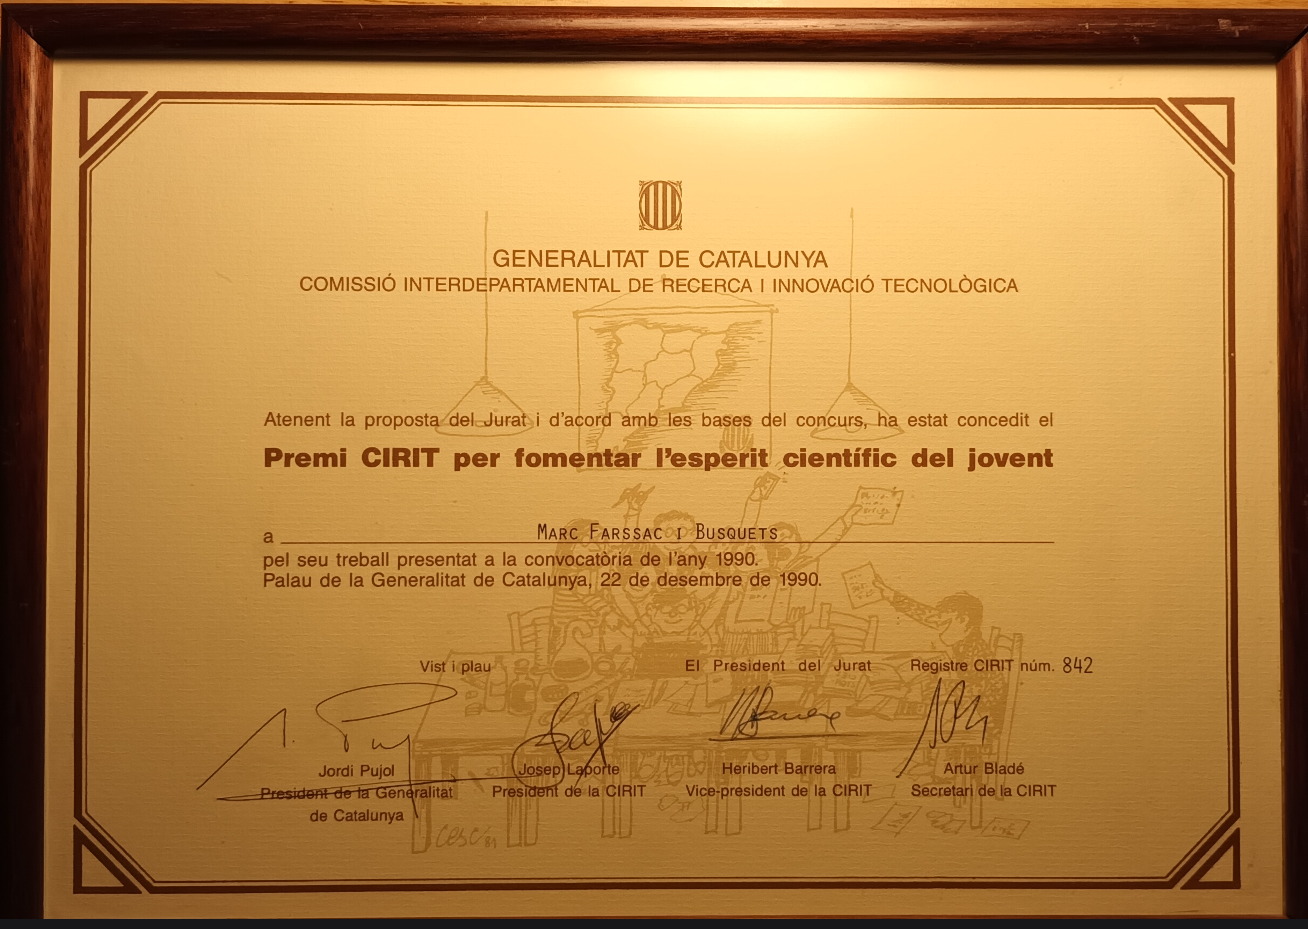 GENERALITAT DE CATALUNYA
COMISSIÓ INTERDEPARTAMENTAL DE RECERCA I INNOVACIÓ TECNOLÒGICA
Atenent la proposta del Jurat i d'acord amb les bases del concurs, ha estat concedit el
Premi CIRIT per fomentar l'esperit científic del jovent
a MARC FARSSAC I BUSQUETS
pel seu treball presentat a la convocatòria de l'any 1990.
Palau de la Generalitat de Catalunya, 22 de desembre de 1990.
Vist i plau El President del Jurat Registre CIRIT núm. 842
Jordi Pujol Josep Laporte Heribert Barrera Artur Bladé
President de la Generalitat President de la CIRIT Vice-president de la CIRIT Secretari de la CIRIT
de Catalunya
cesc '81